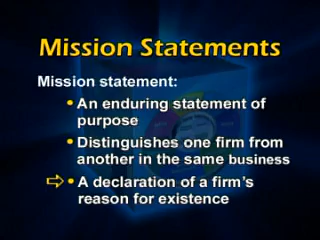 Mission Statements
Mission statement:
• An enduring statement of
purpose
• Distinguishes one firm from
another in the same business
⇨ • A declaration of a firm's
reason for existence